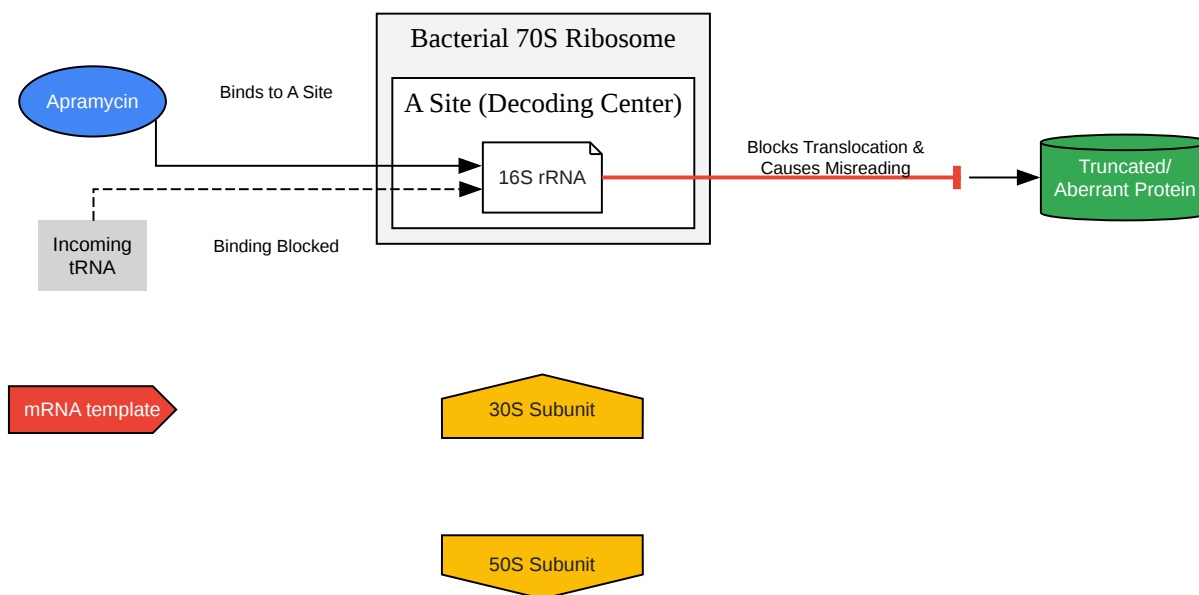 Bacterial 70S Ribosome
Apramycin
Binds to A Site
A Site (Decoding Center)
16S rRNA
Blocks Translocation &
Causes Misreading
Truncated/
Aberrant Protein
Incoming
tRNA
Binding Blocked
mRNA template
30S Subunit
50S Subunit